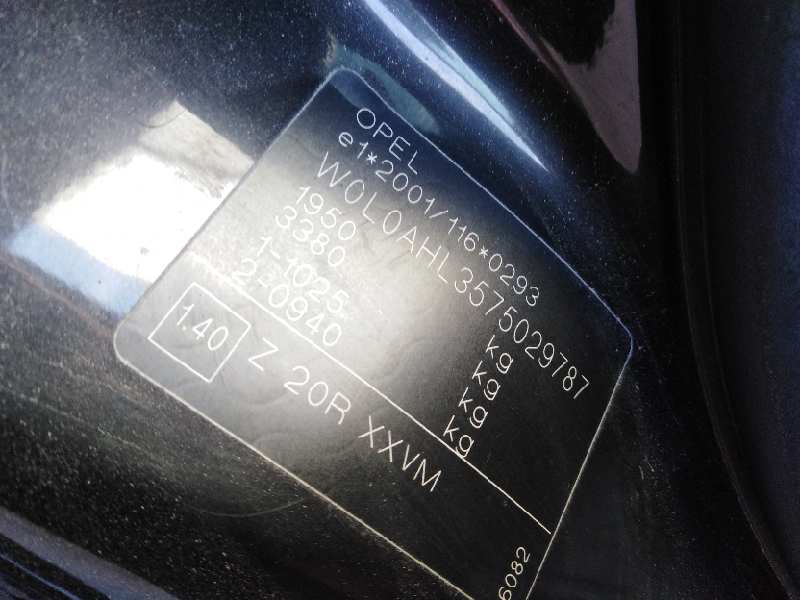 OPEL
e1*2001/116*0293
W0L0AHL3575029787
1950 kg
3380 kg
1-1025 kg
2-0940 kg
1.40 Z 20R XXVM
6082